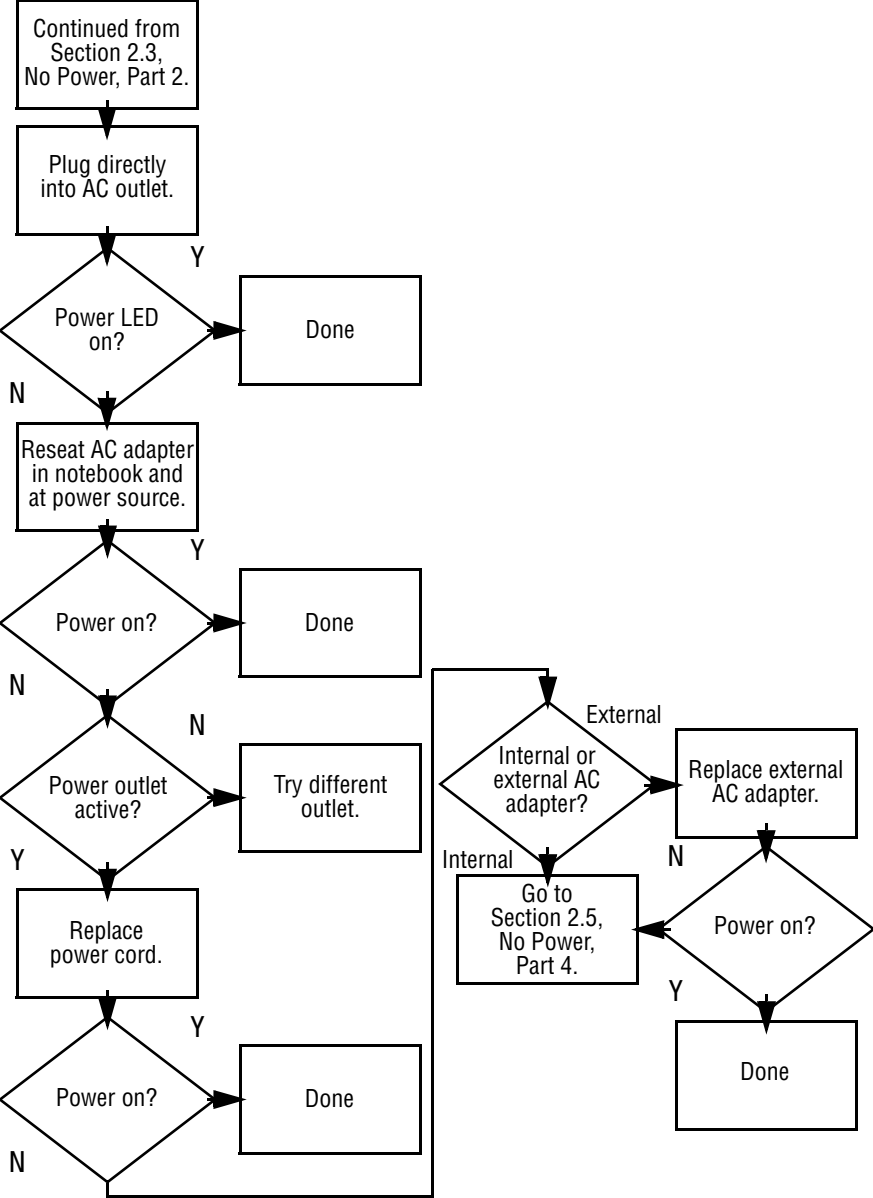 Continued from
Section 2.3,
No Power, Part 2.
Plug directly
into AC outlet.
Y
Power LED
on?
Done
N
Reseat AC adapter
in notebook and
at power source.
Y
Power on?
Done
N
N
Power outlet
active?
Try different
outlet.
Y
Replace
power cord.
Y
Power on?
Done
N
External
Internal or
external AC
adapter?
Replace external
AC adapter.
Internal
N
Go to
Section 2.5,
No Power,
Part 4.
Power on?
Y
Done